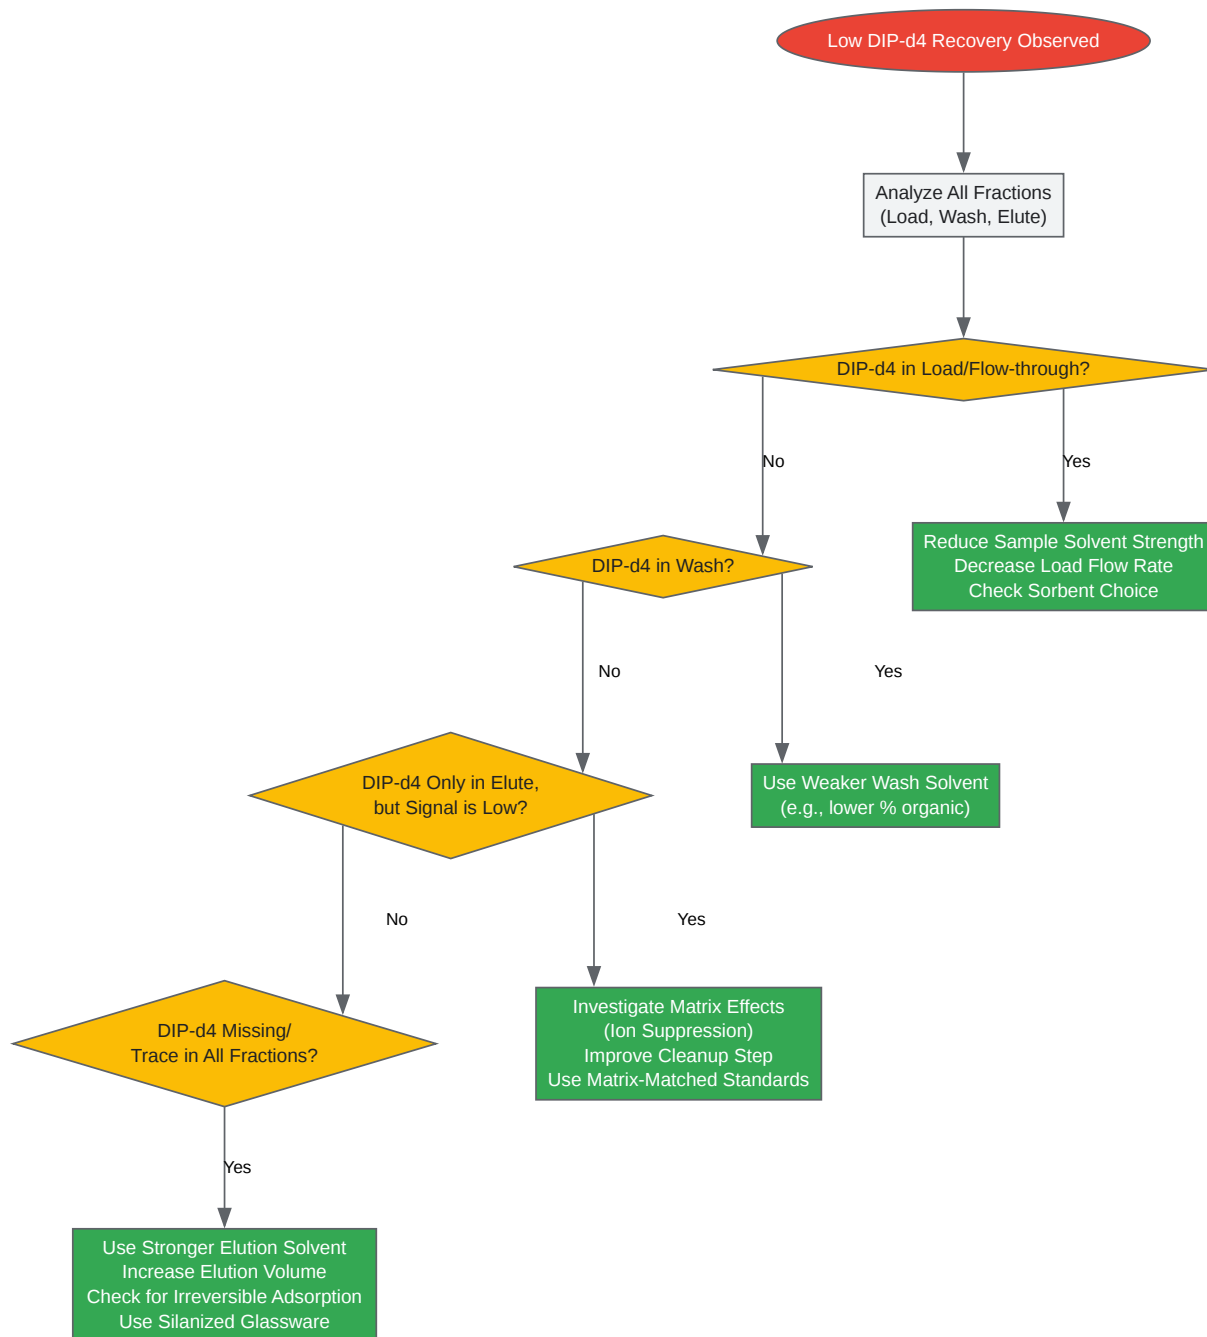 Low DIP-d4 Recovery Observed
Analyze All Fractions
(Load, Wash, Elute)
DIP-d4 in Load/Flow-through?
No
Yes
Reduce Sample Solvent Strength
Decrease Load Flow Rate
Check Sorbent Choice
DIP-d4 in Wash?
No
Yes
Use Weaker Wash Solvent
(e.g., lower % organic)
DIP-d4 Only in Elute,
but Signal is Low?
No
Yes
Investigate Matrix Effects
(Ion Suppression)
Improve Cleanup Step
Use Matrix-Matched Standards
DIP-d4 Missing/
Trace in All Fractions?
Yes
Use Stronger Elution Solvent
Increase Elution Volume
Check for Irreversible Adsorption
Use Silanized Glassware